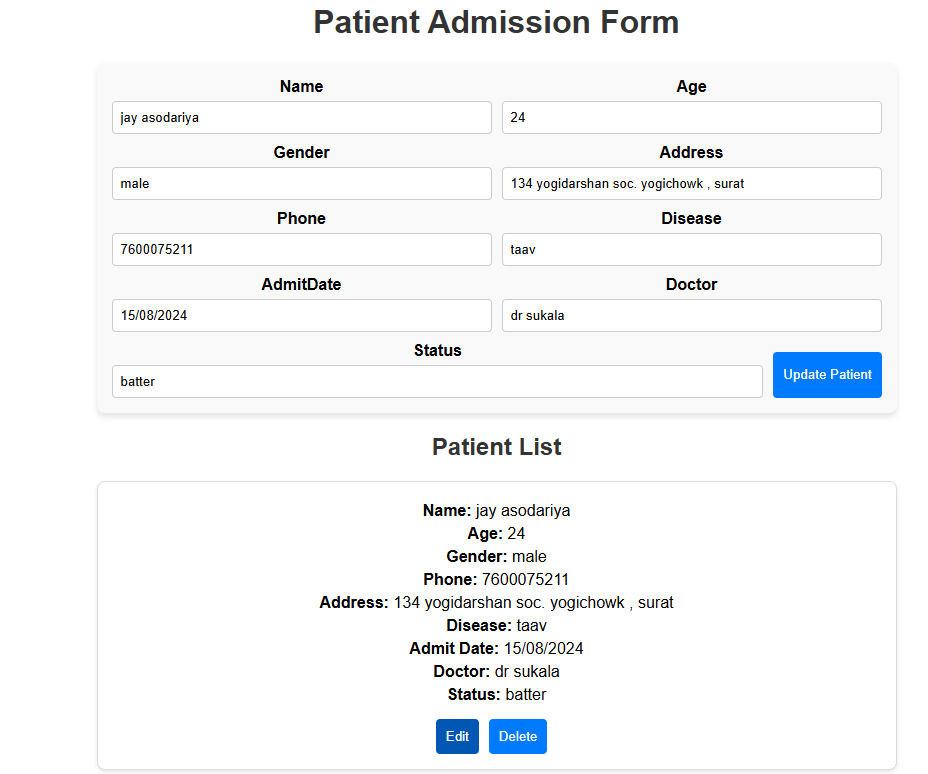 Patient Admission Form
Name Age
jay asodariya 24
Gender Address
male 134 yogidarshan soc. yogichowk , surat
Phone Disease
7600075211 taav
AdmitDate Doctor
15/08/2024 dr sukala
Status
batter Update Patient
Patient List
Name: jay asodariya
Age: 24
Gender: male
Phone: 7600075211
Address: 134 yogidarshan soc. yogichowk , surat
Disease: taav
Admit Date: 15/08/2024
Doctor: dr sukala
Status: batter
Edit Delete